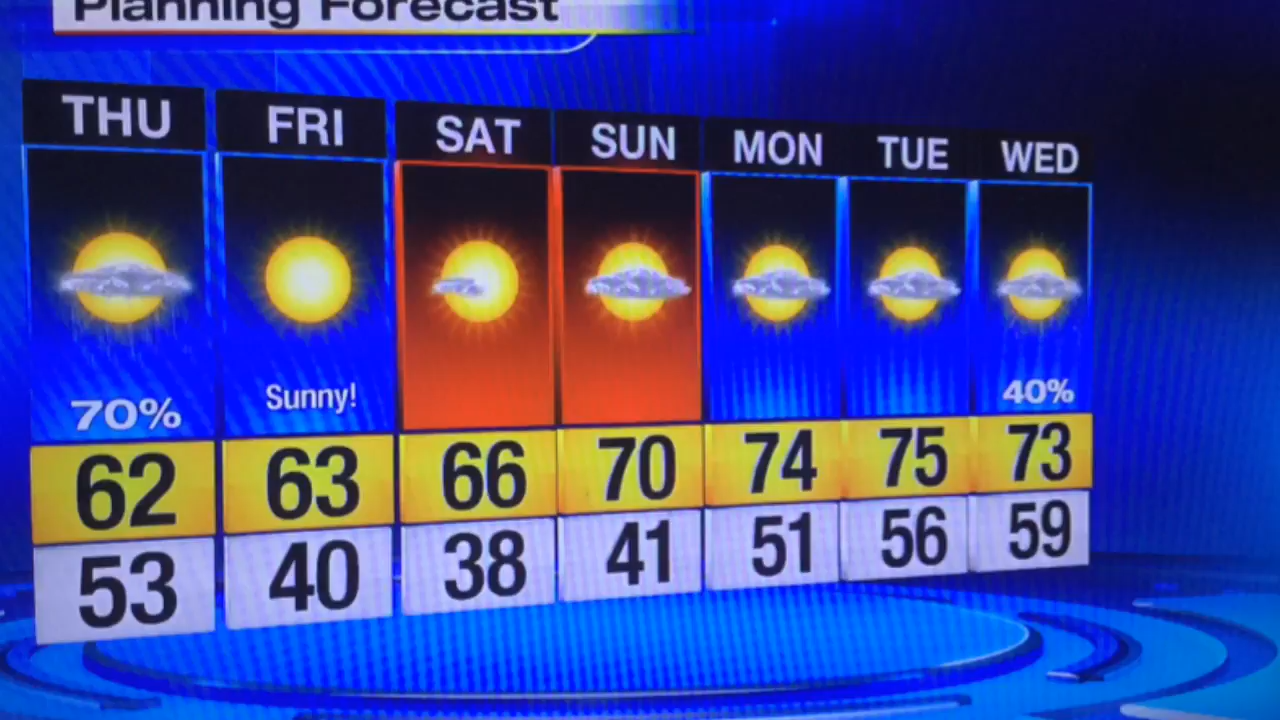 Planning Forecast
THU FRI SAT SUN MON TUE WED
70% Sunny! 40%
62 63 66 70 74 75 73
53 40 38 41 51 56 59